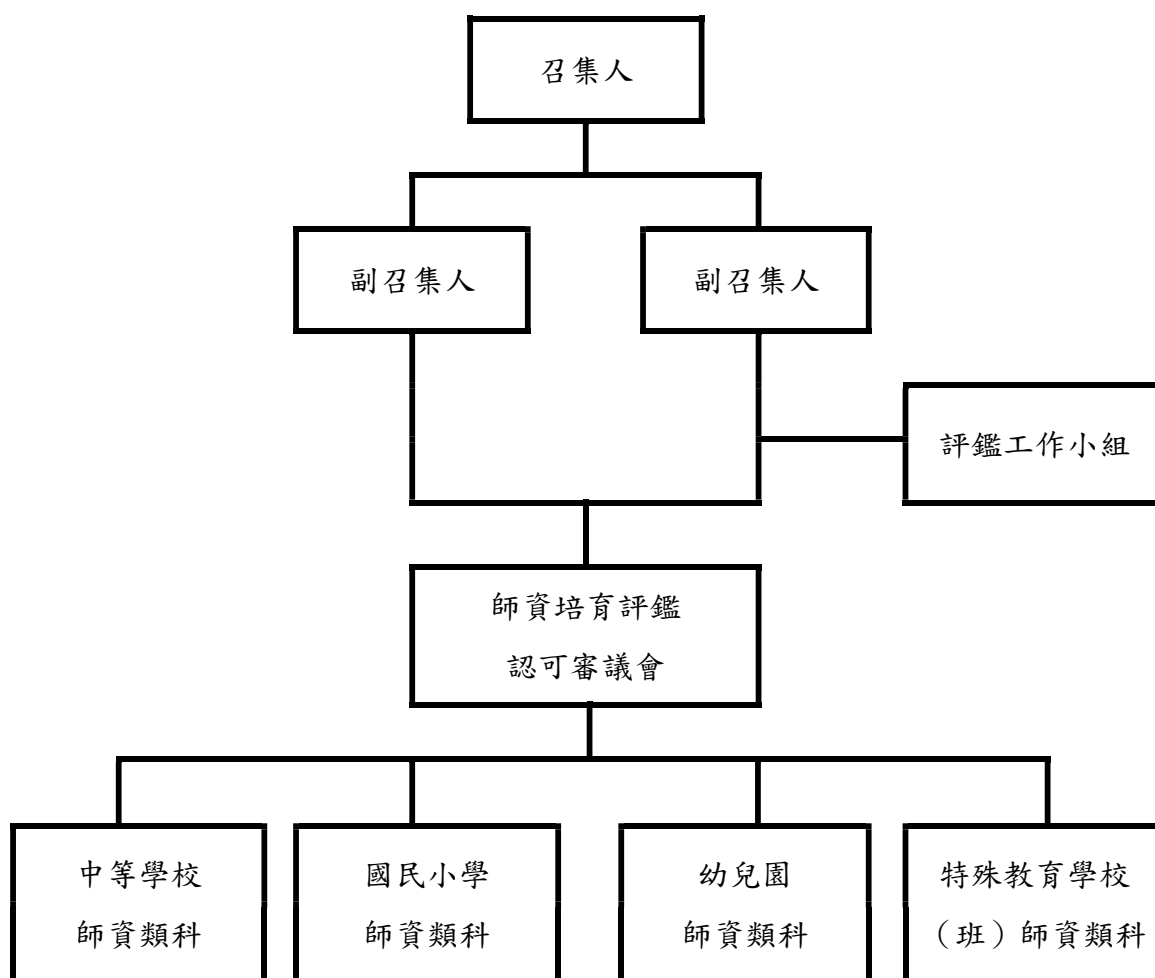 召集人
副召集人
副召集人
評鑑工作小組
師資培育評鑑
認可審議會
中等學校
師資類科
國民小學
師資類科
幼兒園
師資類科
特殊教育學校
（班）師資類科